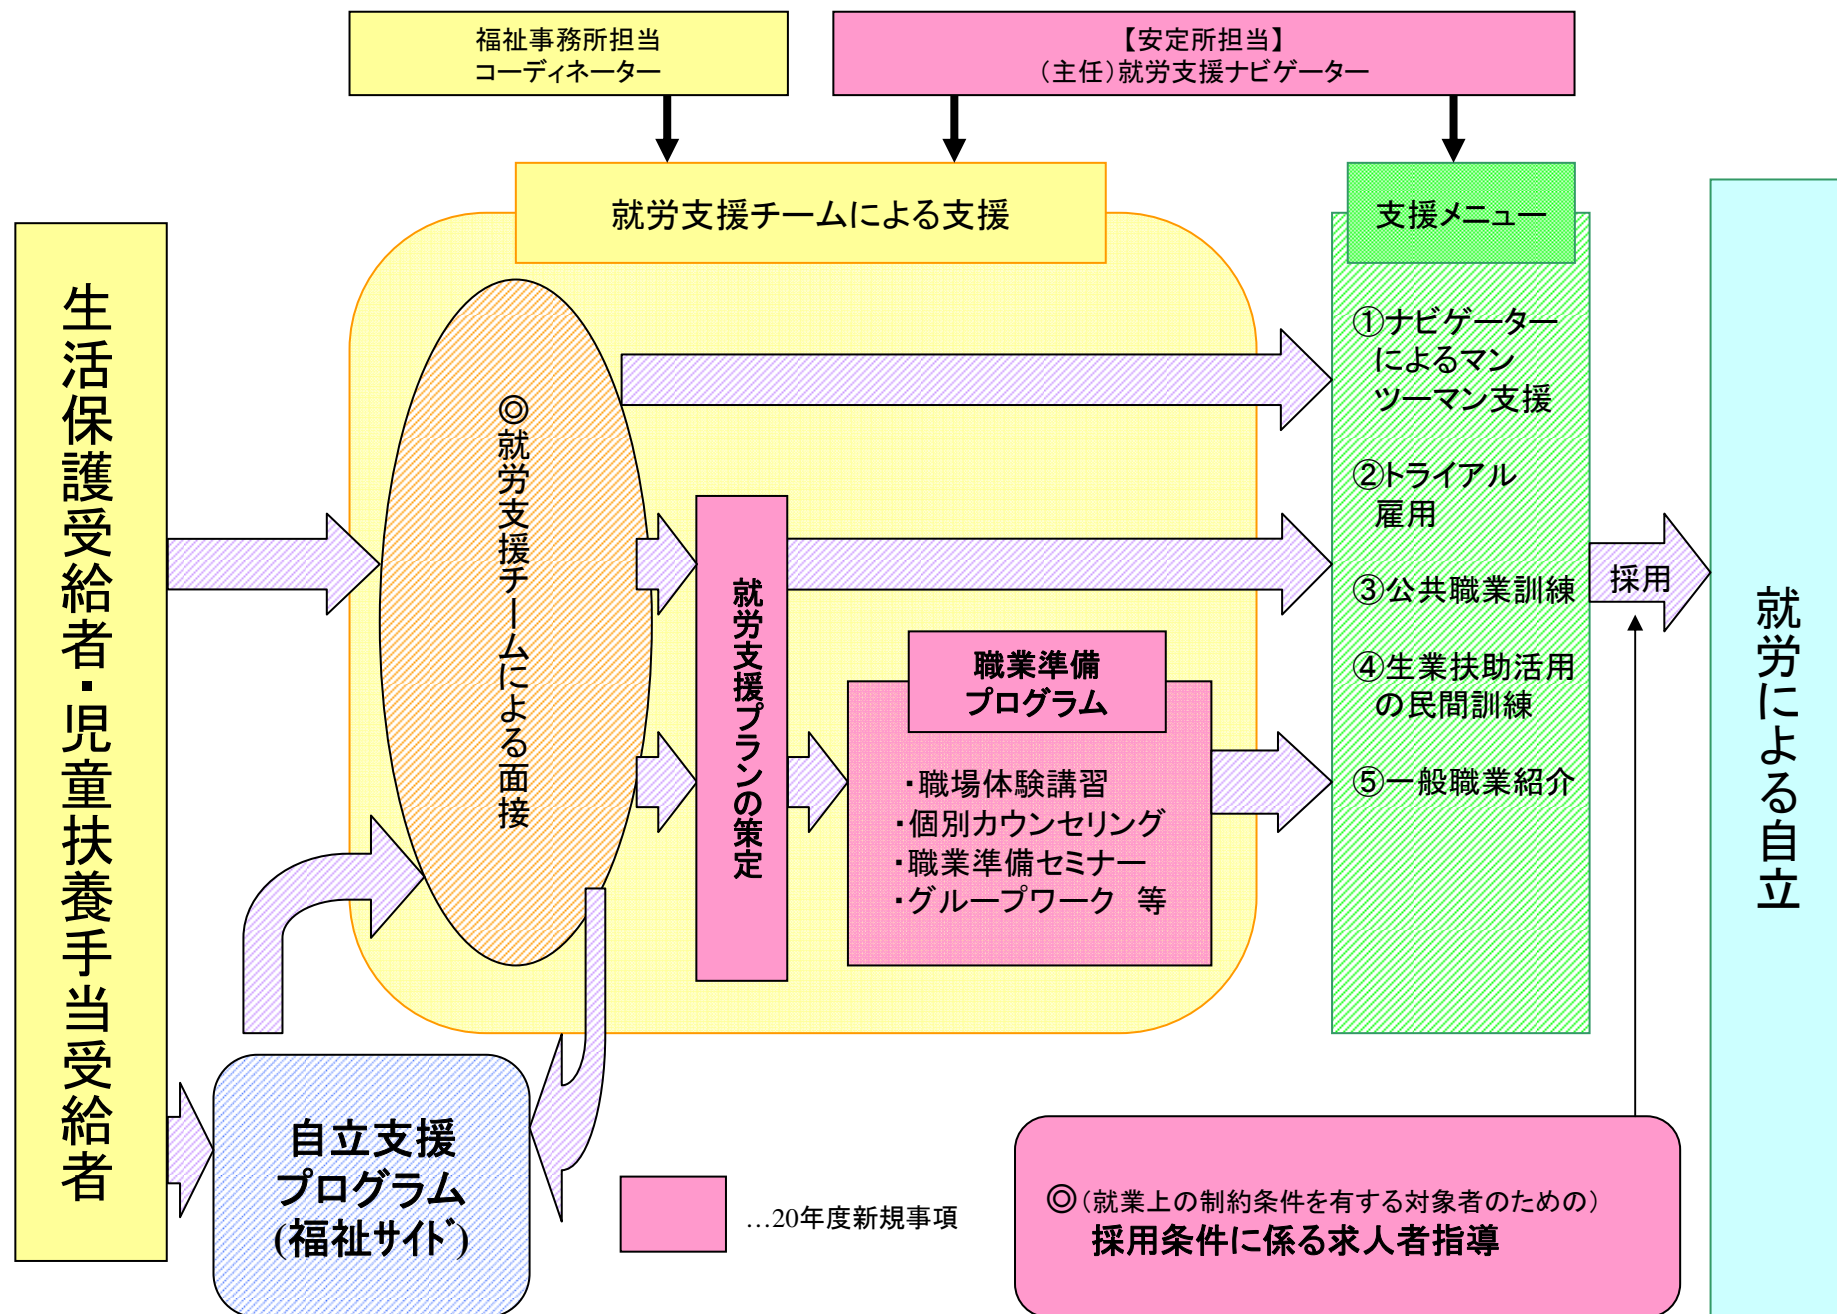 福祉事務所担当
コーディネーター
【安定所担当】
（主任）就労支援ナビゲーター
就労支援チームによる支援
支援メニュー
生活保護受給者・児童扶養手当受給者
◎就労支援チームによる面接
就労支援プランの策定
職業準備
プログラム
・職場体験講習
・個別カウンセリング
・職業準備セミナー
・グループワーク　等
①ナビゲーター
によるマン
ツーマン支援
②トライアル
雇用
③公共職業訓練
④生業扶助活用
の民間訓練
⑤一般職業紹介
採用
就労による自立
自立支援
プログラム
(福祉サイド)
…20年度新規事項
◎（就業上の制約条件を有する対象者のための）
採用条件に係る求人者指導